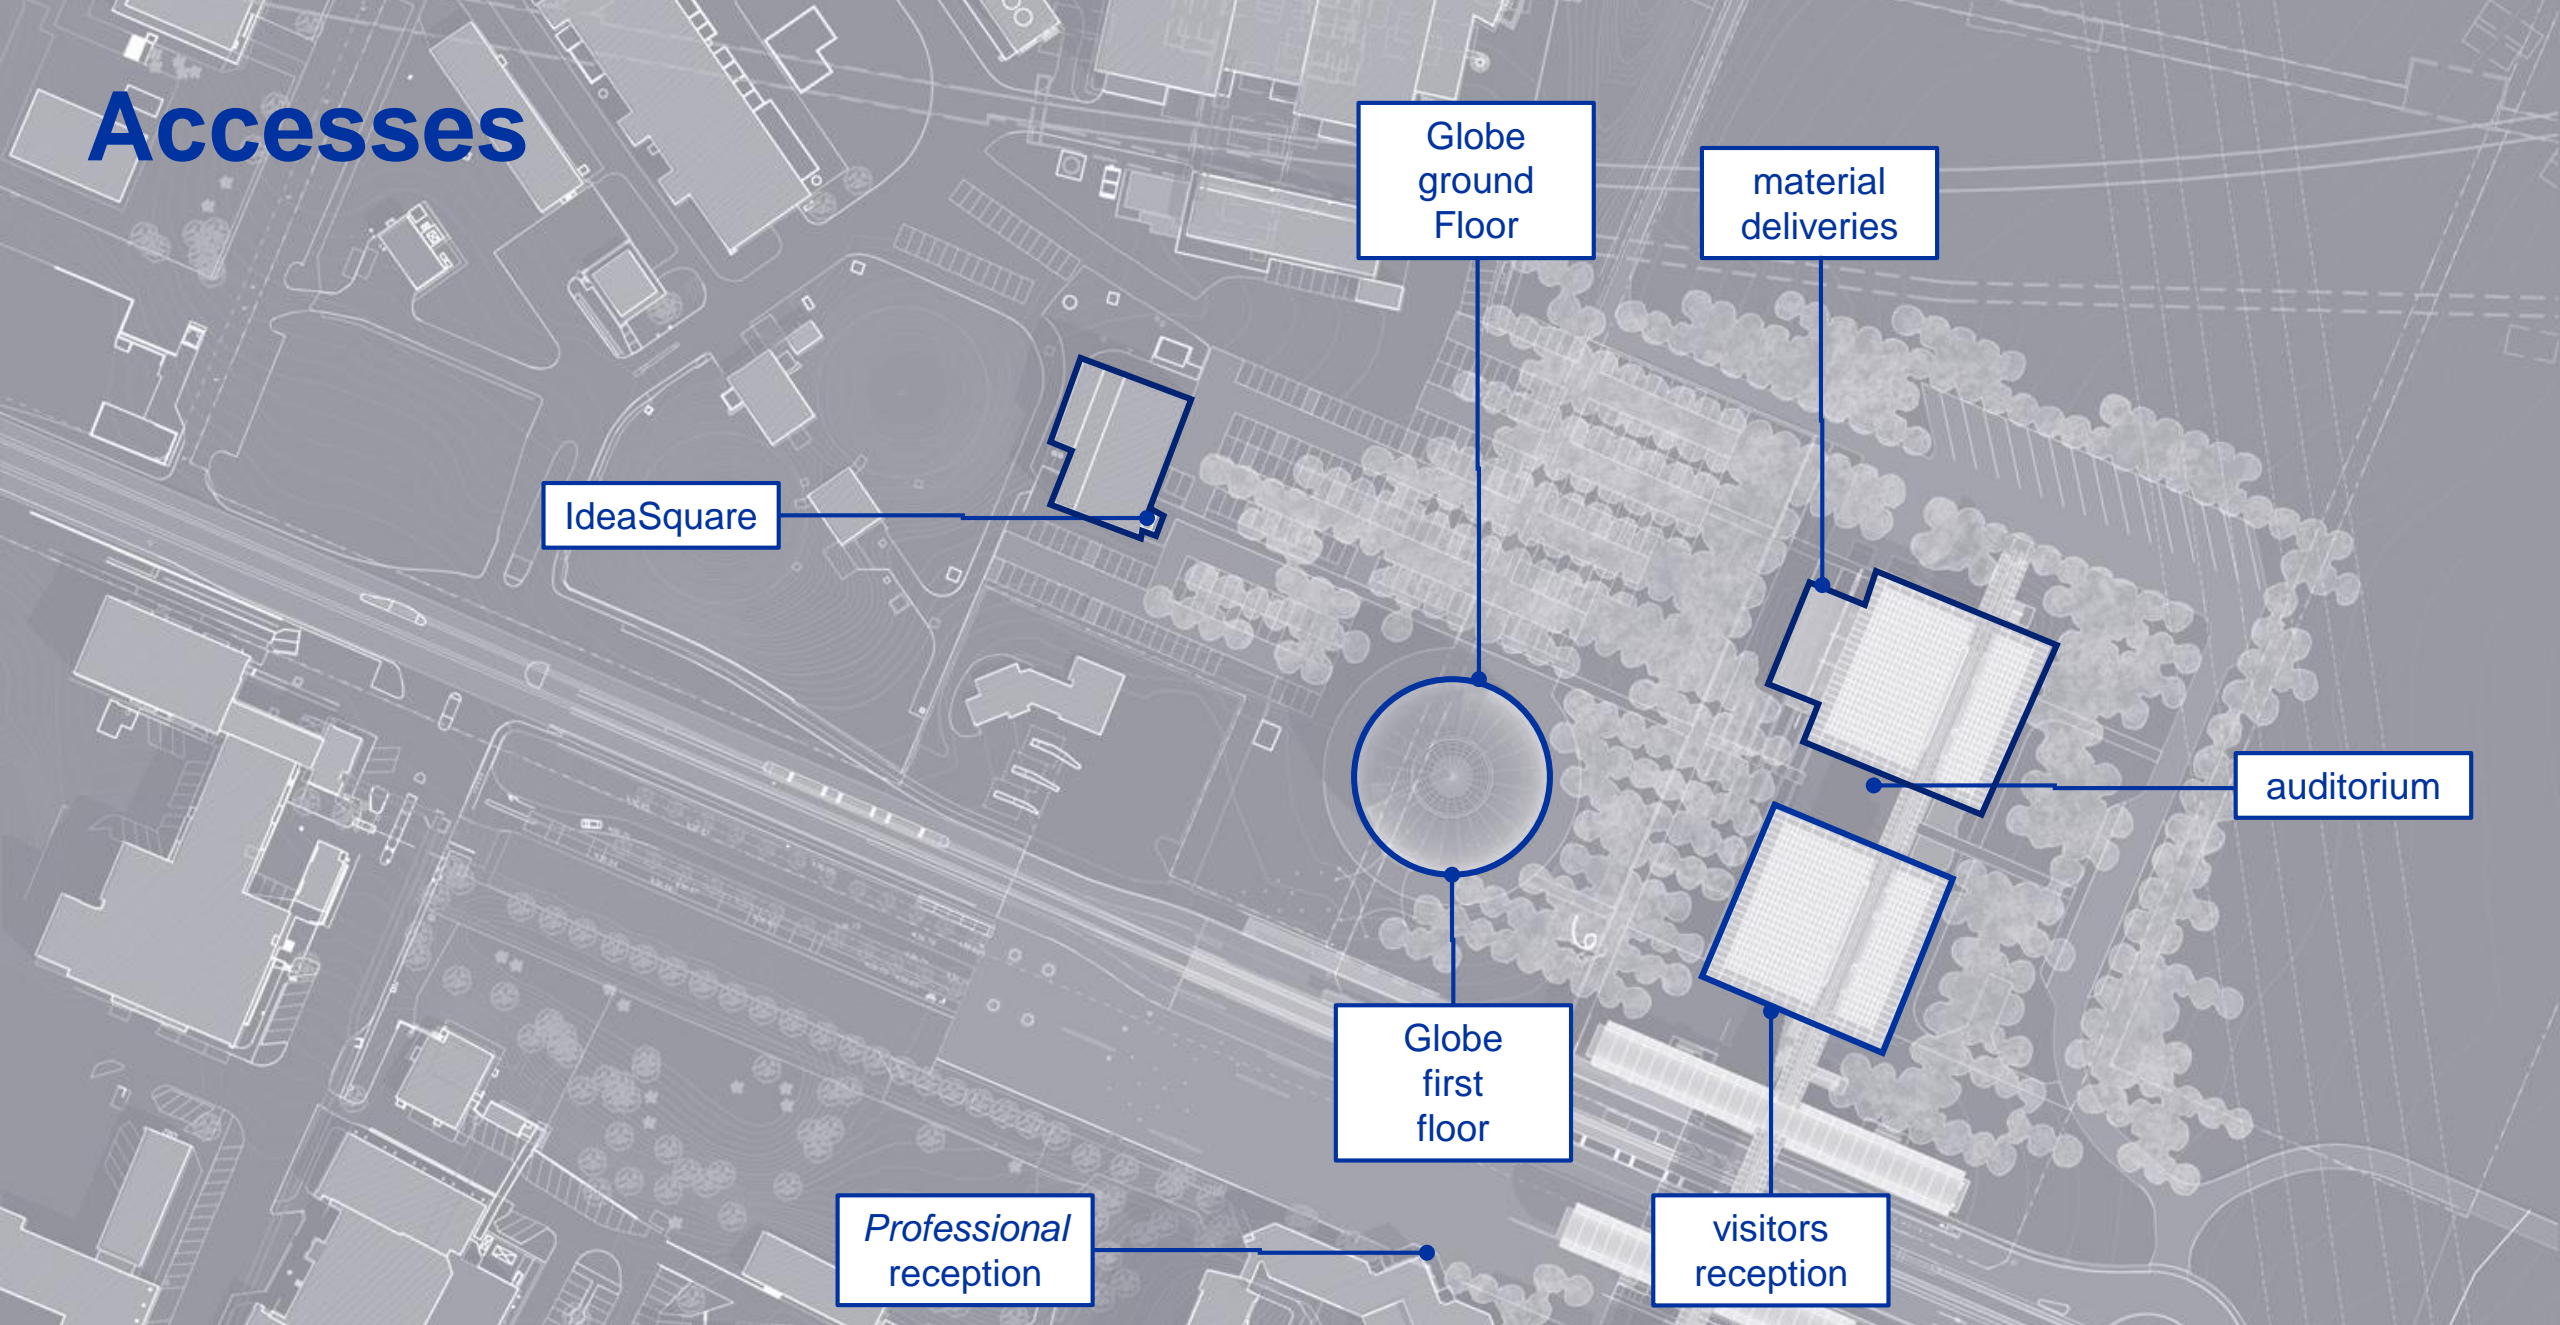 Accesses
Globe
ground
Floor
material
deliveries
IdeaSquare
auditorium
Globe
first
floor
Professional
reception
visitors
reception